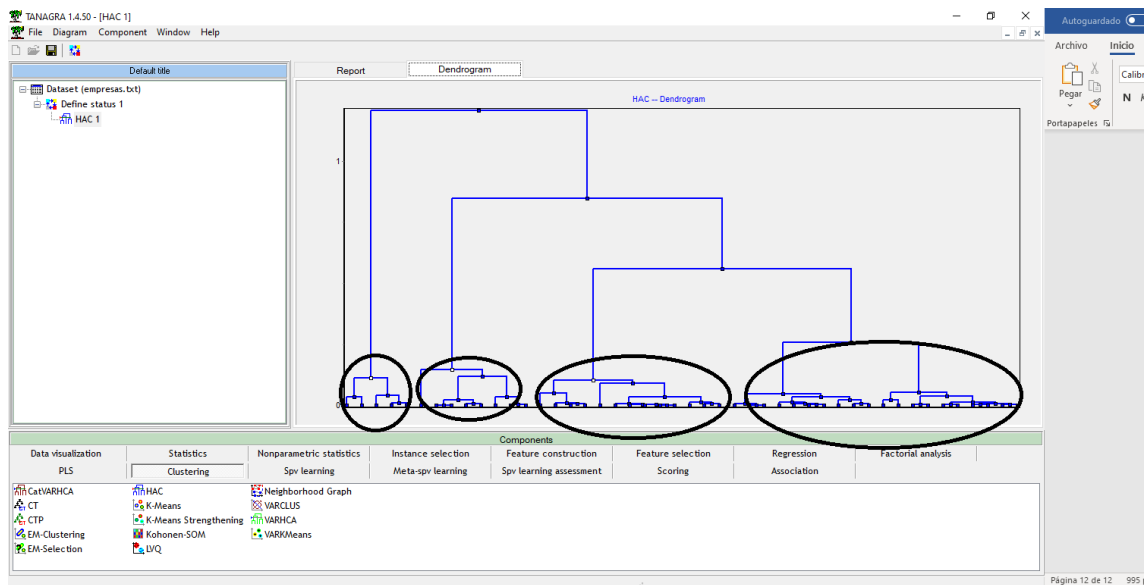 TANAGRA 1.4.50 - [HAC 1]
File Diagram Component Window Help
Default title
Dataset (empresas.txt)
Define status 1
HAC 1
Report Dendrogram
HAC -- Dendrogram
1
0
Components
Data visualization Statistics Nonparametric statistics Instance selection Feature construction Feature selection Regression Factorial analysis
PLS Clustering Spv learning Meta-spv learning Spv learning assessment Scoring Association
CatVARHCA HAC Neighborhood Graph
CT K-Means VARCLUS
CTP K-Means Strengthening VARHCA
EM-Clustering Kohonen-SOM VARKMeans
EM-Selection LVQ
Autoguardado
Archivo Inicio
Pegar
Calibr
N K
Portapapeles
Página 12 de 12 995